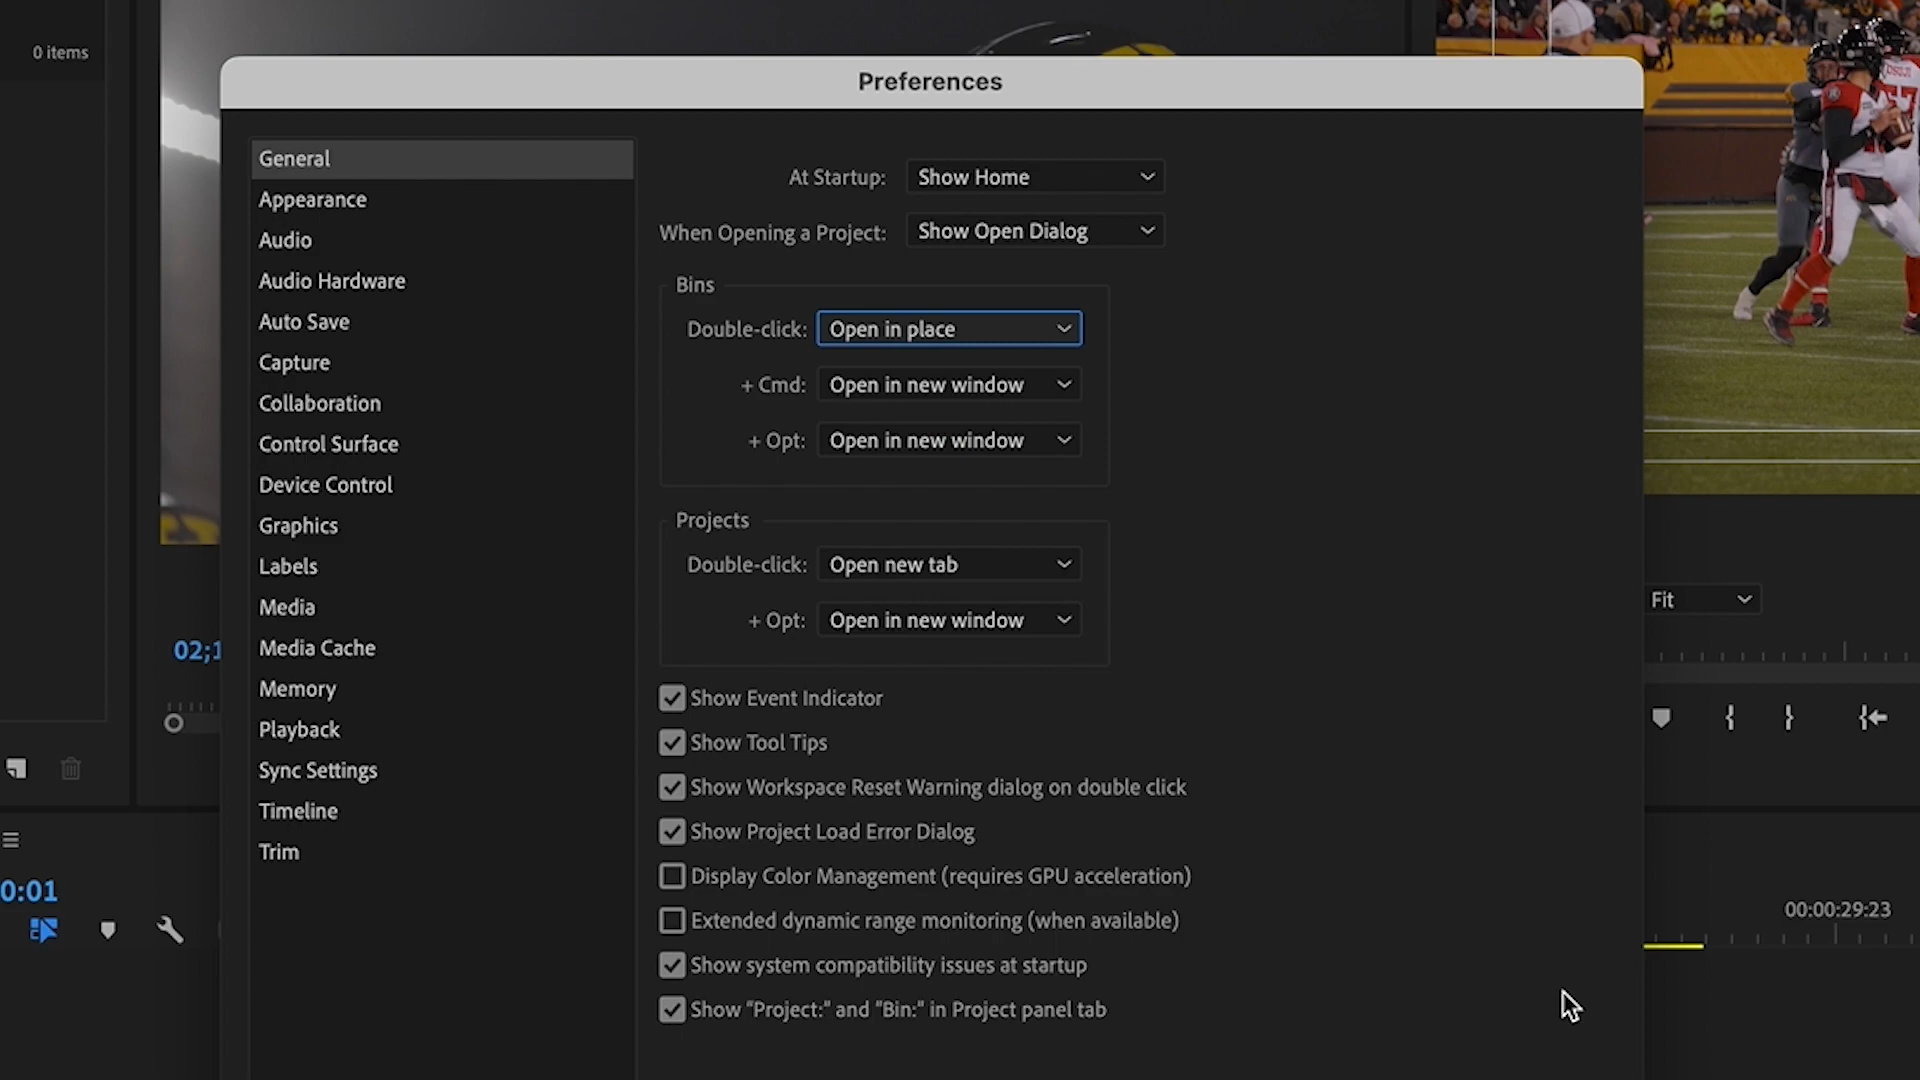 0 items
Preferences
General
Appearance
Audio
Audio Hardware
Auto Save
Capture
Collaboration
Control Surface
Device Control
Graphics
Labels
Media
Media Cache
Memory
Playback
Sync Settings
Timeline
Trim
At Startup: Show Home
When Opening a Project: Show Open Dialog
Bins
Double-click: Open in place
+ Cmd: Open in new window
+ Opt: Open in new window
Projects
Double-click: Open new tab
+ Opt: Open in new window
Show Event Indicator
Show Tool Tips
Show Workspace Reset Warning dialog on double click
Show Project Load Error Dialog
Display Color Management (requires GPU acceleration)
Extended dynamic range monitoring (when available)
Show system compatibility issues at startup
Show "Project:" and "Bin:" in Project panel tab
02;1
0:01
Fit
00:00:29:23